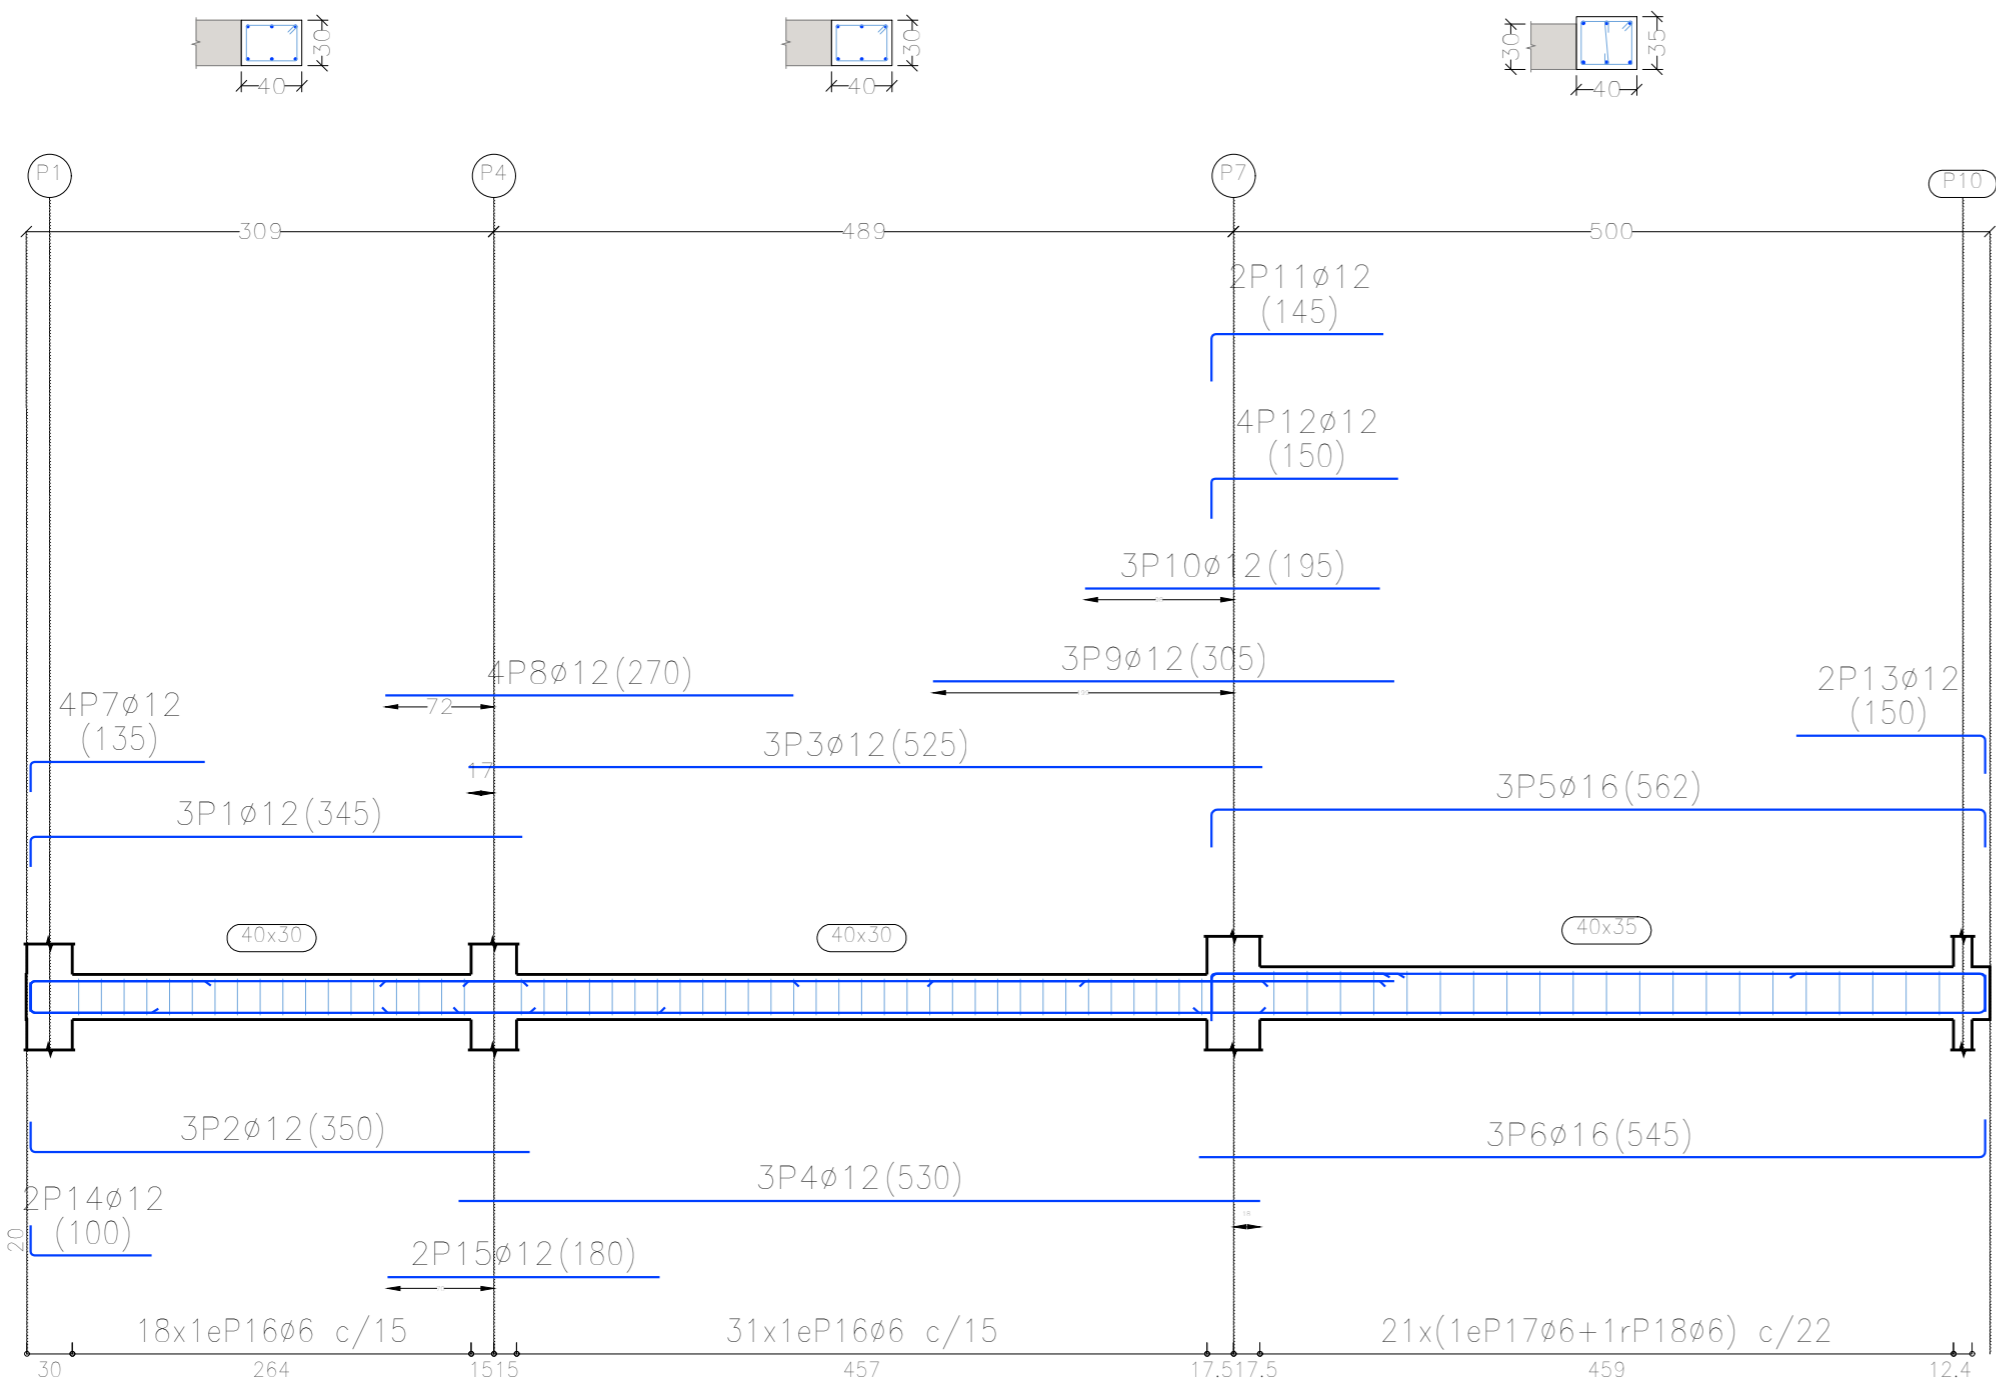 30
40
30
40
30
35
40
P1
P4
P7
P10
309
489
500
2P11ø12
(145)
4P12ø12
(150)
3P10ø12(195)
3P9ø12(305)
4P8ø12(270)
72
2P13ø12
(150)
4P7ø12
(135)
3P3ø12(525)
17
3P5ø16(562)
3P1ø12(345)
40x30
40x30
40x35
3P2ø12(350)
3P6ø16(545)
3P4ø12(530)
2P14ø12
(100)
20
2P15ø12(180)
18x1eP16ø6 c/15
31x1eP16ø6 c/15
21x(1eP17ø6+1rP18ø6) c/22
30
264
1515
457
17.517.5
459
12.4